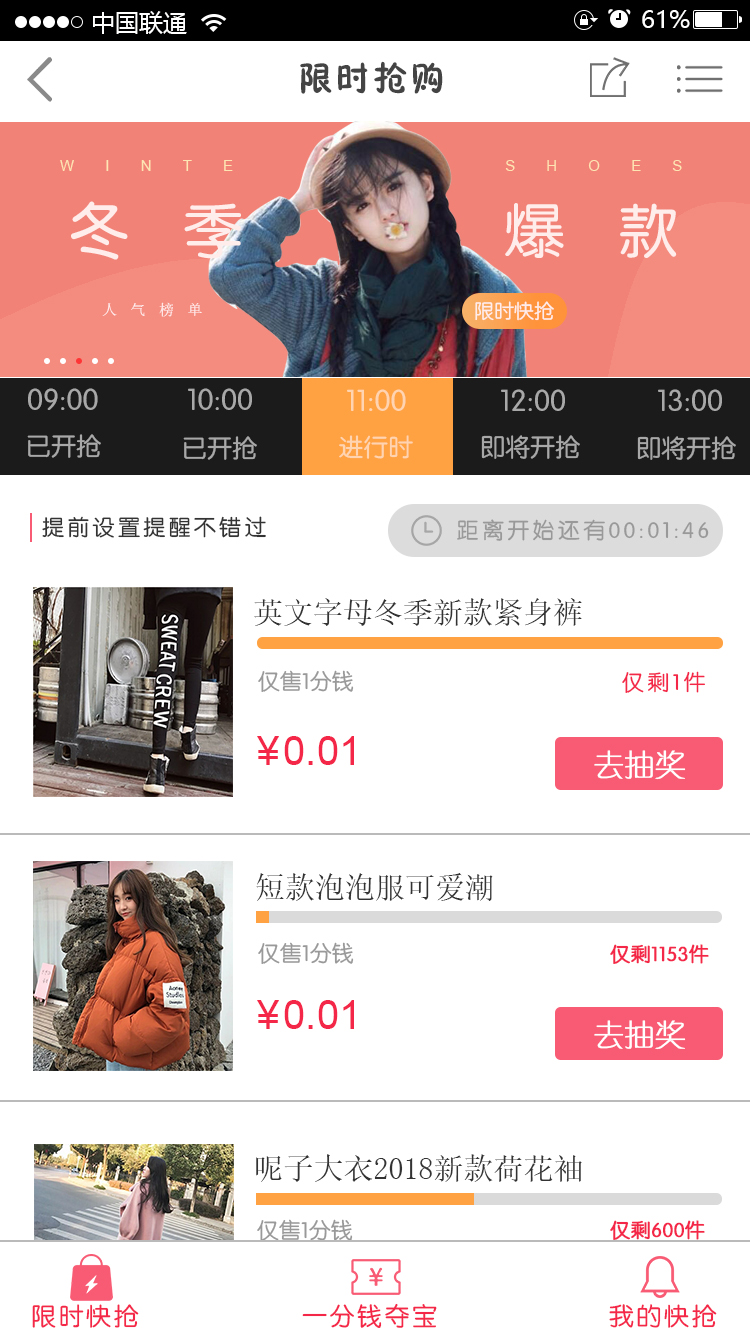 中国联通
61%
限时抢购
WINTE
SHOES
冬季
爆款
人气榜单
限时快抢
09:00
10:00
11:00
12:00
13:00
已开抢
已开抢
进行时
即将开抢
即将开抢
提前设置提醒不错过
距离开始还有00:01:46
英文字母冬季新款紧身裤
仅售1分钱
仅剩1件
¥0.01
去抽奖
SWEAT CREW
短款泡泡服可爱潮
仅售1分钱
仅剩1153件
¥0.01
去抽奖
Acne
Studios
呢子大衣2018新款荷花袖
仅售1分钱
仅剩600件
¥
限时快抢
一分钱夺宝
我的快抢